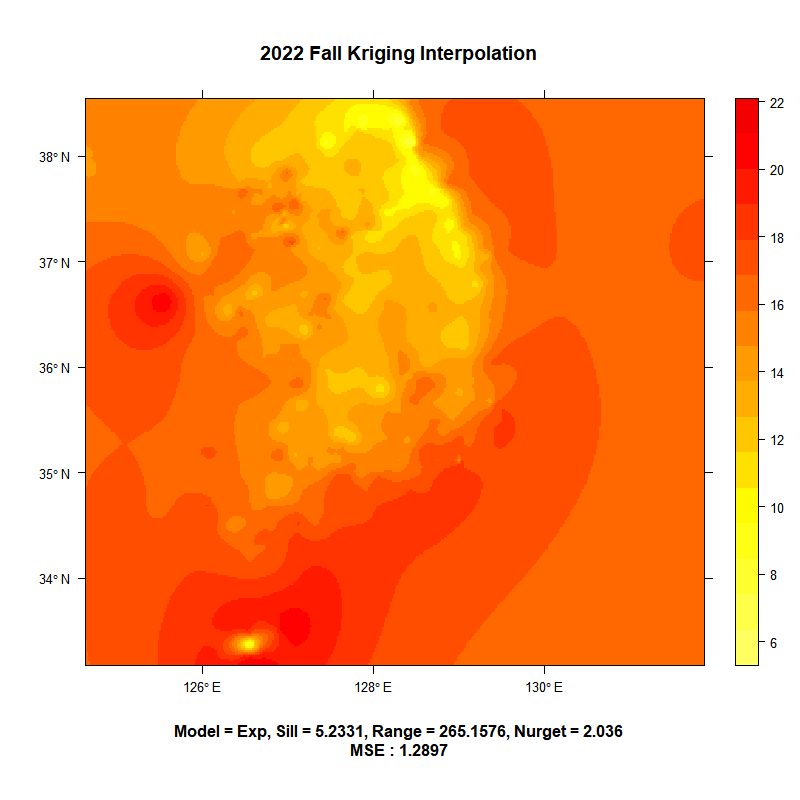 2022 Fall Kriging Interpolation
22
20
18
16
14
12
10
8
6
38° N
37° N
36° N
35° N
34° N
126° E
128° E
130° E
Model = Exp, Sill = 5.2331, Range = 265.1576, Nurget = 2.036
MSE : 1.2897